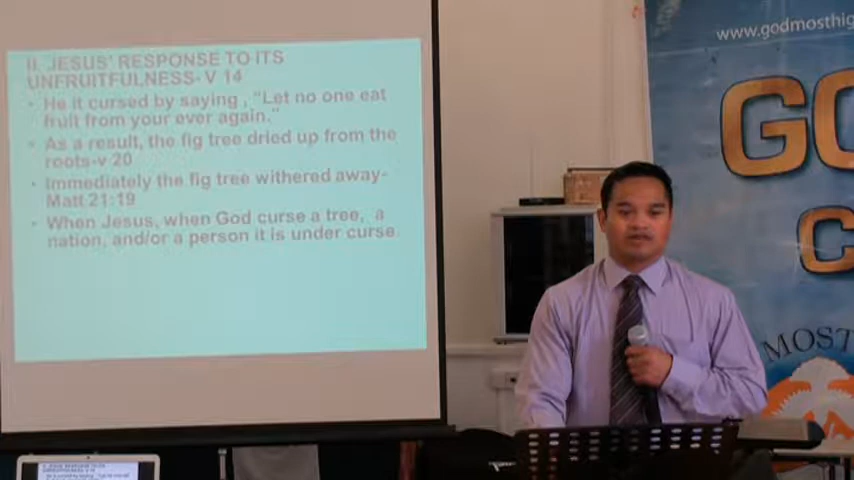 II. JESUS' RESPONSE TO ITS
UNFRUITFULNESS- V 14
• He it cursed by saying , “Let no one eat
fruit from your ever again.”
• As a result, the fig tree dried up from the
roots-v 20
• Immediately the fig tree withered away-
Matt 21:19
• When Jesus, when God curse a tree, a
nation, and/or a person it is under curse.
www.godmosthig
GO
C
MOST